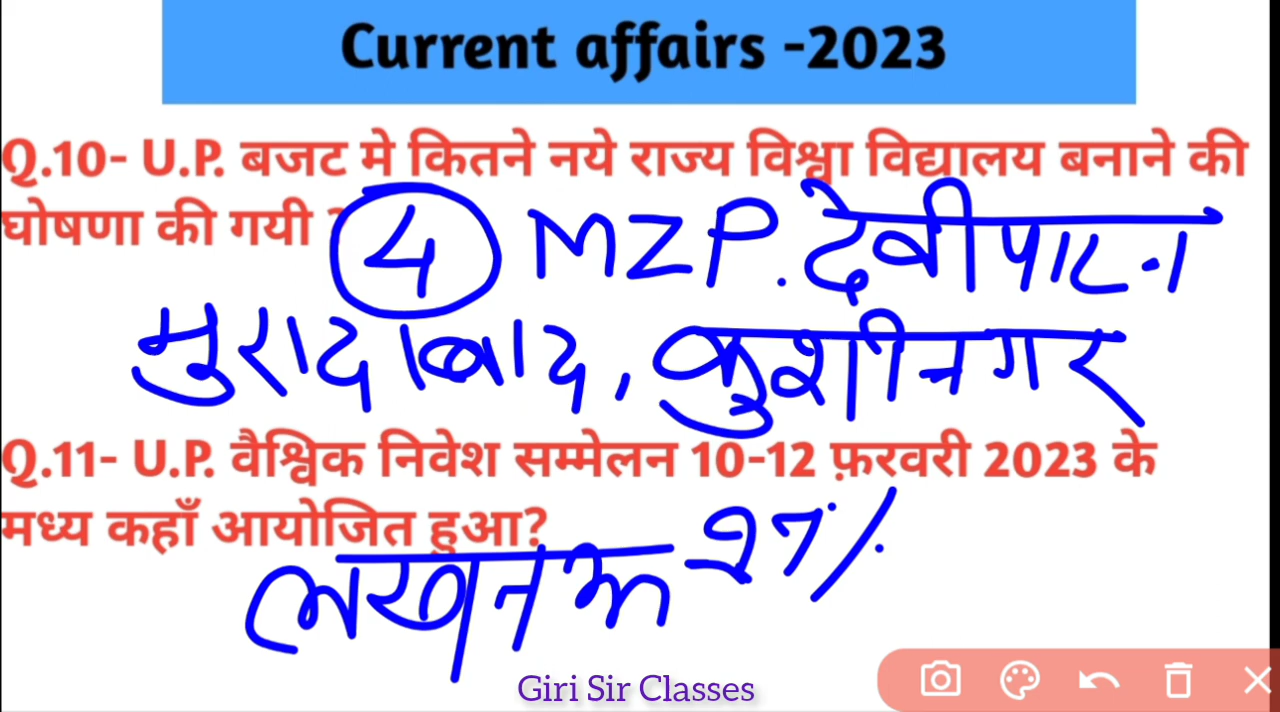 Current affairs -2023
Q.10- U.P. बजट मे कितने नये राज्य विश्वा विद्यालय बनाने की
घोषणा की गयी ?
4 MZP. देवीपाटन
मुरादाबाद, कुशीनगर
Q.11- U.P. वैश्विक निवेश सम्मेलन 10-12 फ़रवरी 2023 के
मध्य कहाँ आयोजित हुआ?
लखनऊ 27%
Giri Sir Classes